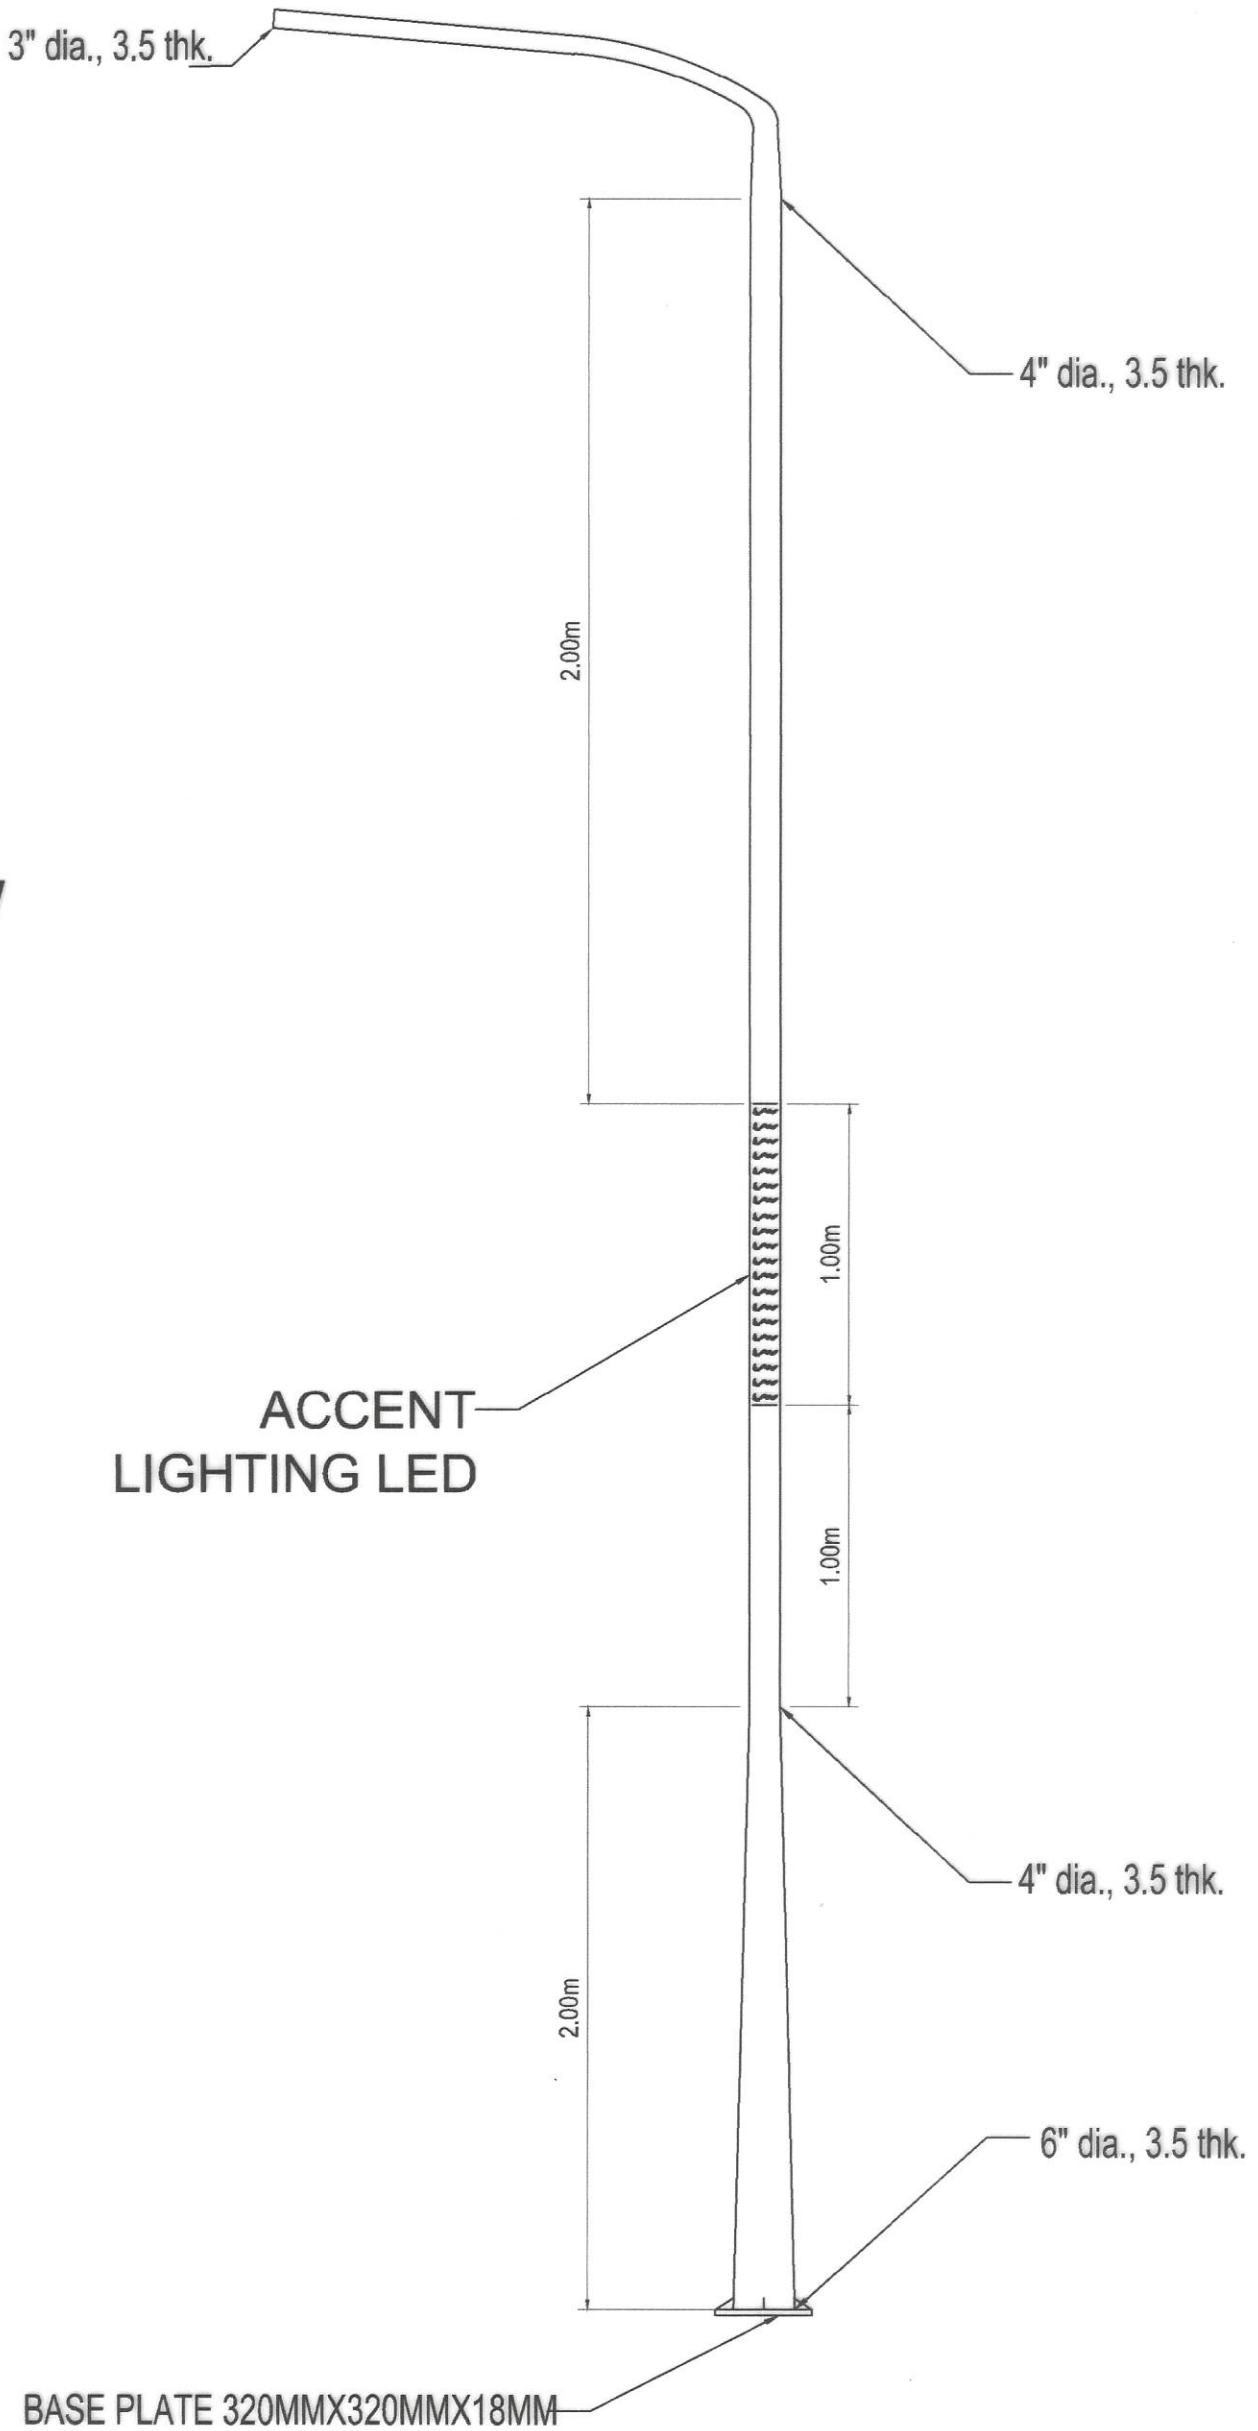 3" dia., 3.5 thk.
4" dia., 3.5 thk.
2.00m
1.00m
ACCENT
LIGHTING LED
1.00m
4" dia., 3.5 thk.
2.00m
6" dia., 3.5 thk.
BASE PLATE 320MMX320MMX18MM